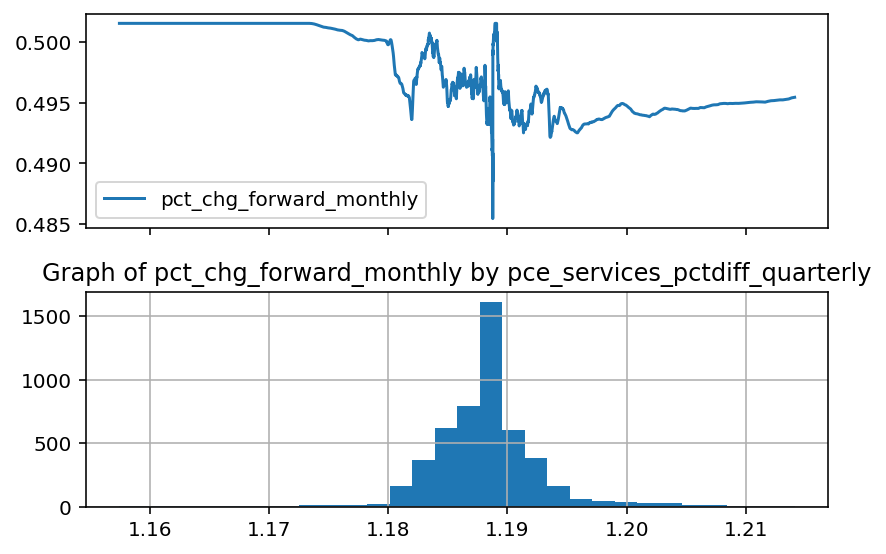 0.500
0.495
0.490
0.485
pct_chg_forward_monthly
Graph of pct_chg_forward_monthly by pce_services_pctdiff_quarterly
1500
1000
500
0
1.16 1.17 1.18 1.19 1.20 1.21